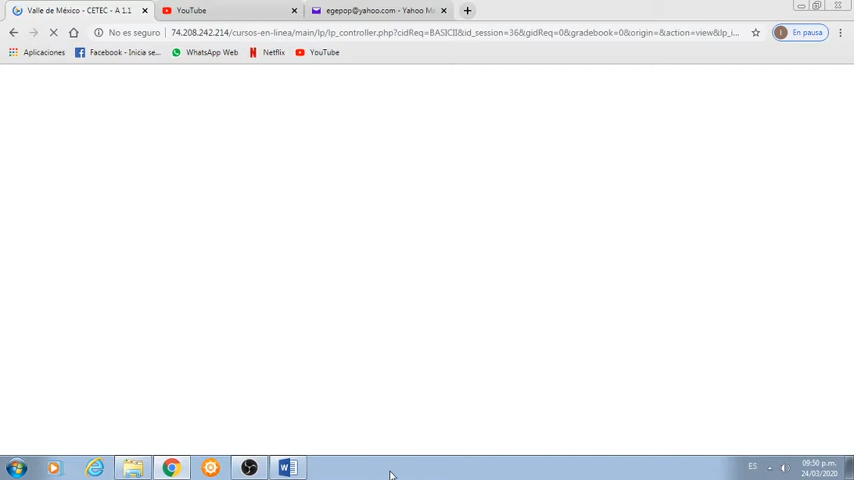 Valle de México - CETEC - A 1.1
YouTube
egepop@yahoo.com - Yahoo Ma
No es seguro
74.208.242.214/cursos-en-linea/main/lp/lp_controller.php?cidReq=BASICII&id_session=36&gidReq=0&gradebook=0&origin=&action=view&lp_i...
En pausa
Aplicaciones
Facebook - Inicia se...
WhatsApp Web
Netflix
YouTube
ES
09:50 p.m.
24/03/2020